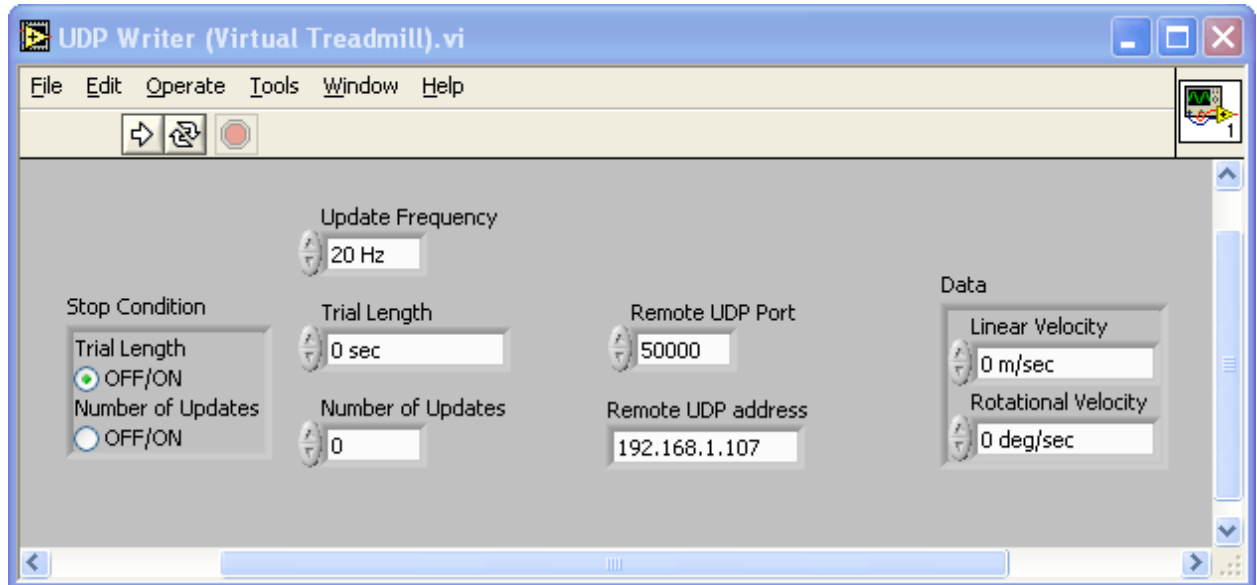 UDP Writer (Virtual Treadmill).vi
File Edit Operate Tools Window Help
1
Update Frequency
20 Hz
Stop Condition
Trial Length
OFF/ON
Number of Updates
OFF/ON
Trial Length
0 sec
Number of Updates
0
Remote UDP Port
50000
Remote UDP address
192.168.1.107
Data
Linear Velocity
0 m/sec
Rotational Velocity
0 deg/sec